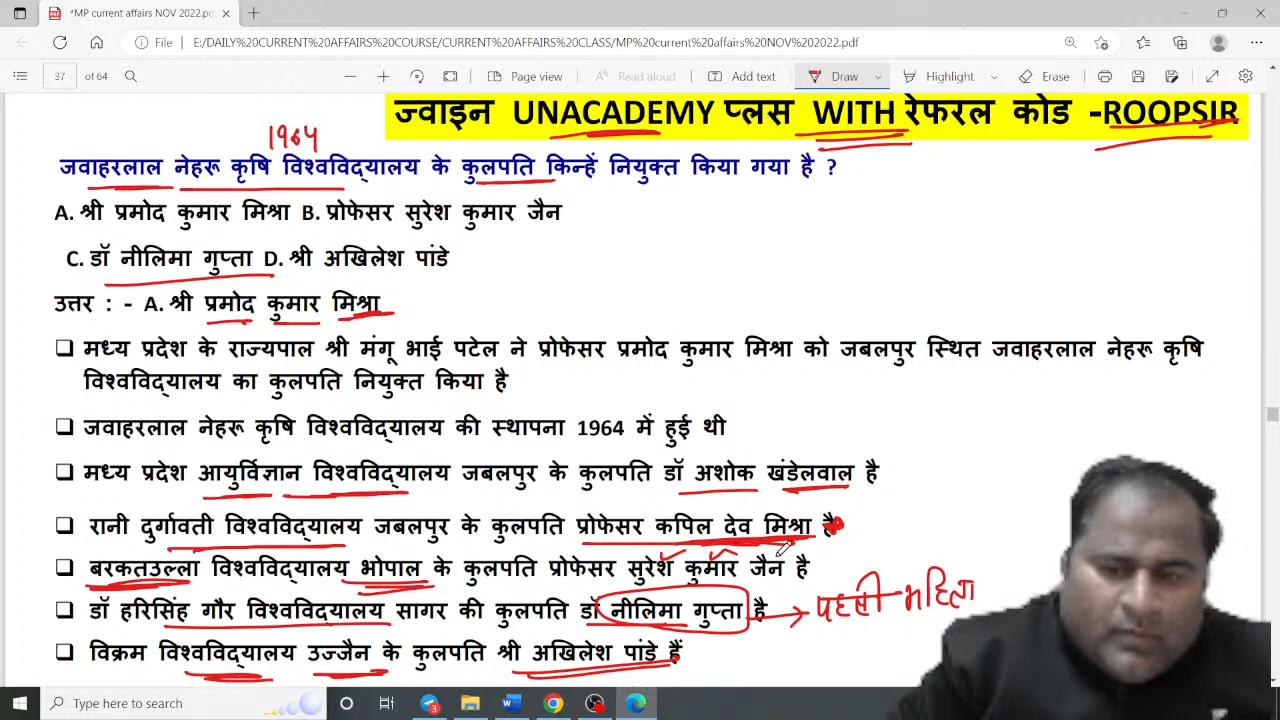 *MP current affairs NOV 2022.pd
File E:/DAILY%20CURRENT%20AFFAIRS%20COURSE/CURRENT%20AFFAIRS%20CLASS/MP%20current%20affairs%20NOV%202022.pdf
37 of 64 Page view Read aloud Add text Draw Highlight Erase
ज्वाइन UNACADEMY प्लस WITH रेफरल कोड -ROOPSIR
1964
जवाहरलाल नेहरू कृषि विश्वविद्यालय के कुलपति किन्हें नियुक्त किया गया है ?
A. श्री प्रमोद कुमार मिश्रा B. प्रोफेसर सुरेश कुमार जैन
C. डॉ नीलिमा गुप्ता D. श्री अखिलेश पांडे
उत्तर : - A. श्री प्रमोद कुमार मिश्रा
मध्य प्रदेश के राज्यपाल श्री मंगू भाई पटेल ने प्रोफेसर प्रमोद कुमार मिश्रा को जबलपुर स्थित जवाहरलाल नेहरू कृषि
विश्वविद्यालय का कुलपति नियुक्त किया है
जवाहरलाल नेहरू कृषि विश्वविद्यालय की स्थापना 1964 में हुई थी
मध्य प्रदेश आयुर्विज्ञान विश्वविद्यालय जबलपुर के कुलपति डॉ अशोक खंडेलवाल है
रानी दुर्गावती विश्वविद्यालय जबलपुर के कुलपति प्रोफेसर कपिल देव मिश्रा है
बरकतउल्ला विश्वविद्यालय भोपाल के कुलपति प्रोफेसर सुरेश कुमार जैन है
डॉ हरिसिंह गौर विश्वविद्यालय सागर की कुलपति डॉ नीलिमा गुप्ता है
पहली महिला
विक्रम विश्वविद्यालय उज्जैन के कुलपति श्री अखिलेश पांडे हैं
Type here to search
3